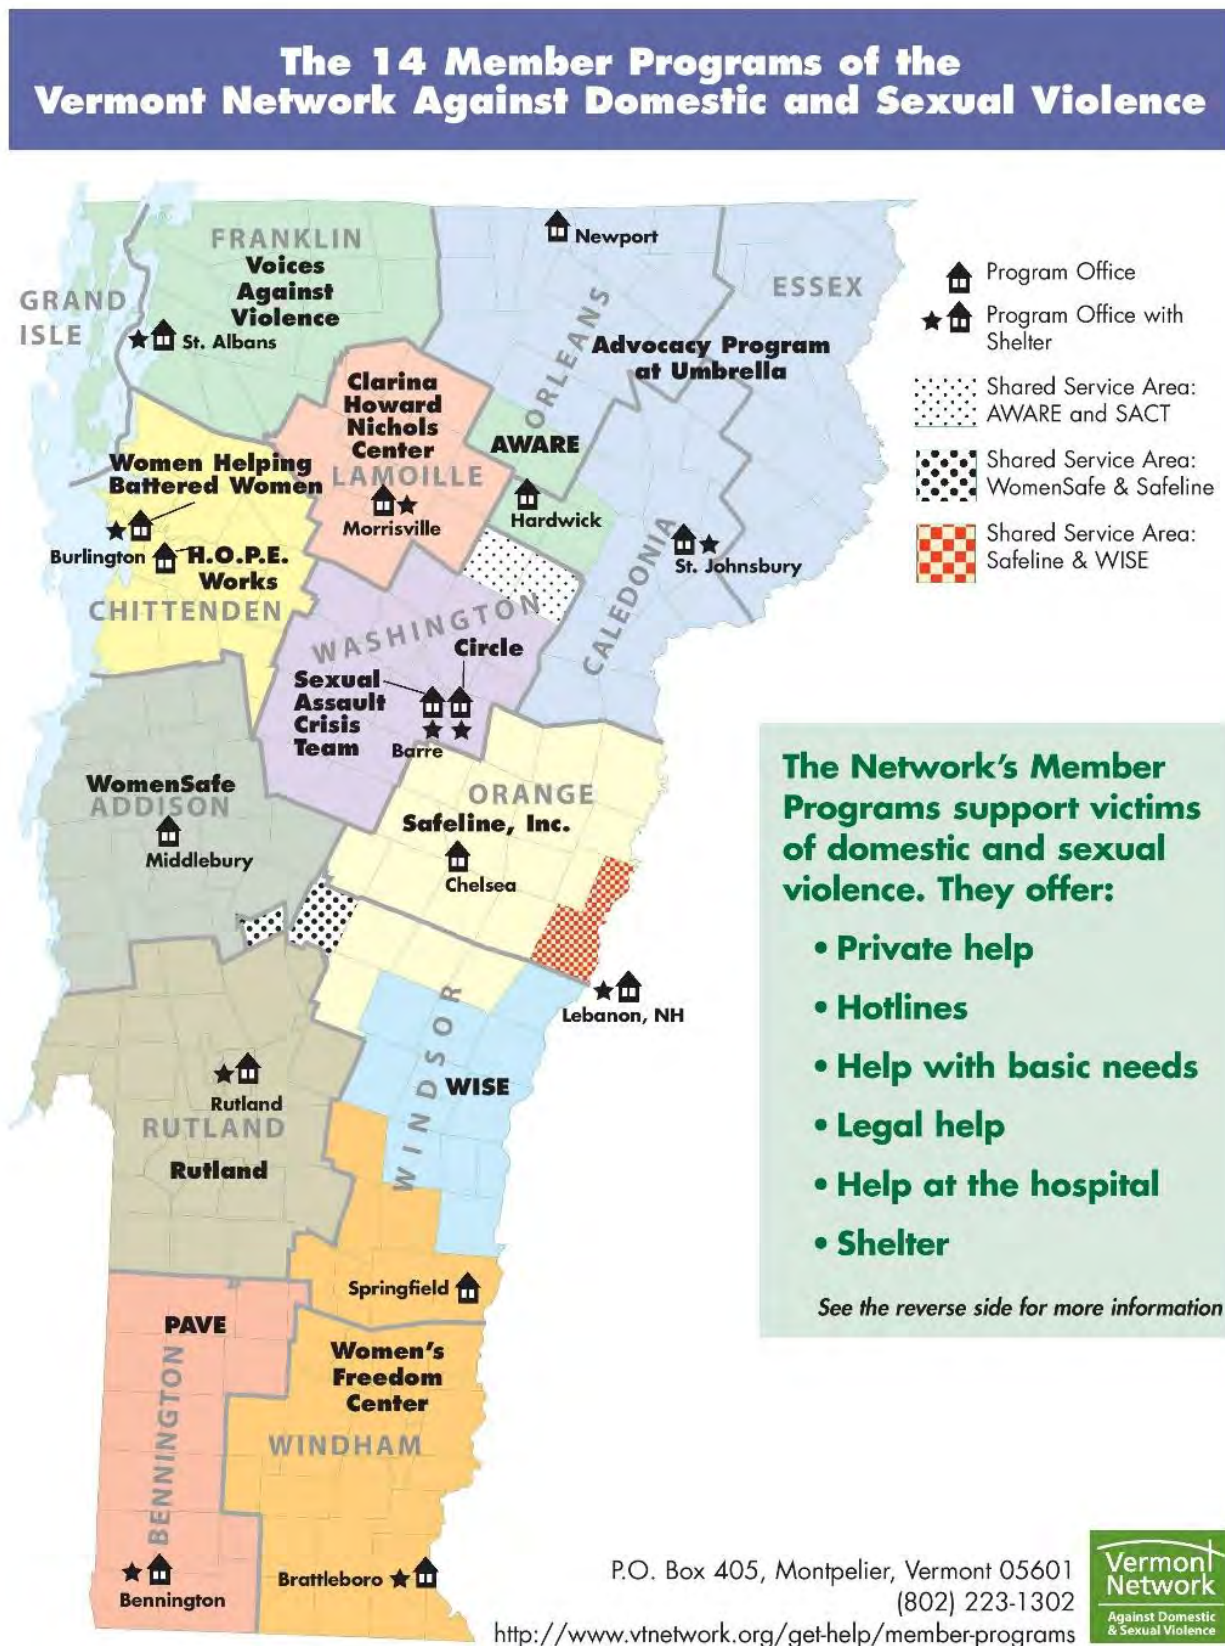 The 14 Member Programs of the
Vermont Network Against Domestic and Sexual Violence
FRANKLIN
Voices
Against
Violence
GRAND
ISLE
St. Albans
Newport
ORLEANS
ESSEX
Advocacy Program
at Umbrella
Clarina
Howard
Nichols
Center
LAMOILLE
Morrisville
AWARE
Hardwick
Women Helping
Battered Women
Burlington
H.O.P.E.
Works
CHITTENDEN
St. Johnsbury
CALEDONIA
WASHINGTON
Circle
Sexual
Assault
Crisis
Team
Barre
WomenSafe
ADDISON
Middlebury
ORANGE
Safeline, Inc.
Chelsea
Lebanon, NH
WINDSOR
WISE
Rutland
RUTLAND
Rutland
Springfield
PAVE
BENNINGTON
Bennington
Women's
Freedom
Center
WINDHAM
Brattleboro
Program Office
Program Office with
Shelter
Shared Service Area:
AWARE and SACT
Shared Service Area:
WomenSafe & Safeline
Shared Service Area:
Safeline & WISE
The Network's Member
Programs support victims
of domestic and sexual
violence. They offer:
• Private help
• Hotlines
• Help with basic needs
• Legal help
• Help at the hospital
• Shelter
See the reverse side for more information
P.O. Box 405, Montpelier, Vermont 05601
(802) 223-1302
http://www.vtnetwork.org/get-help/member-programs
Vermont
Network
Against Domestic
& Sexual Violence